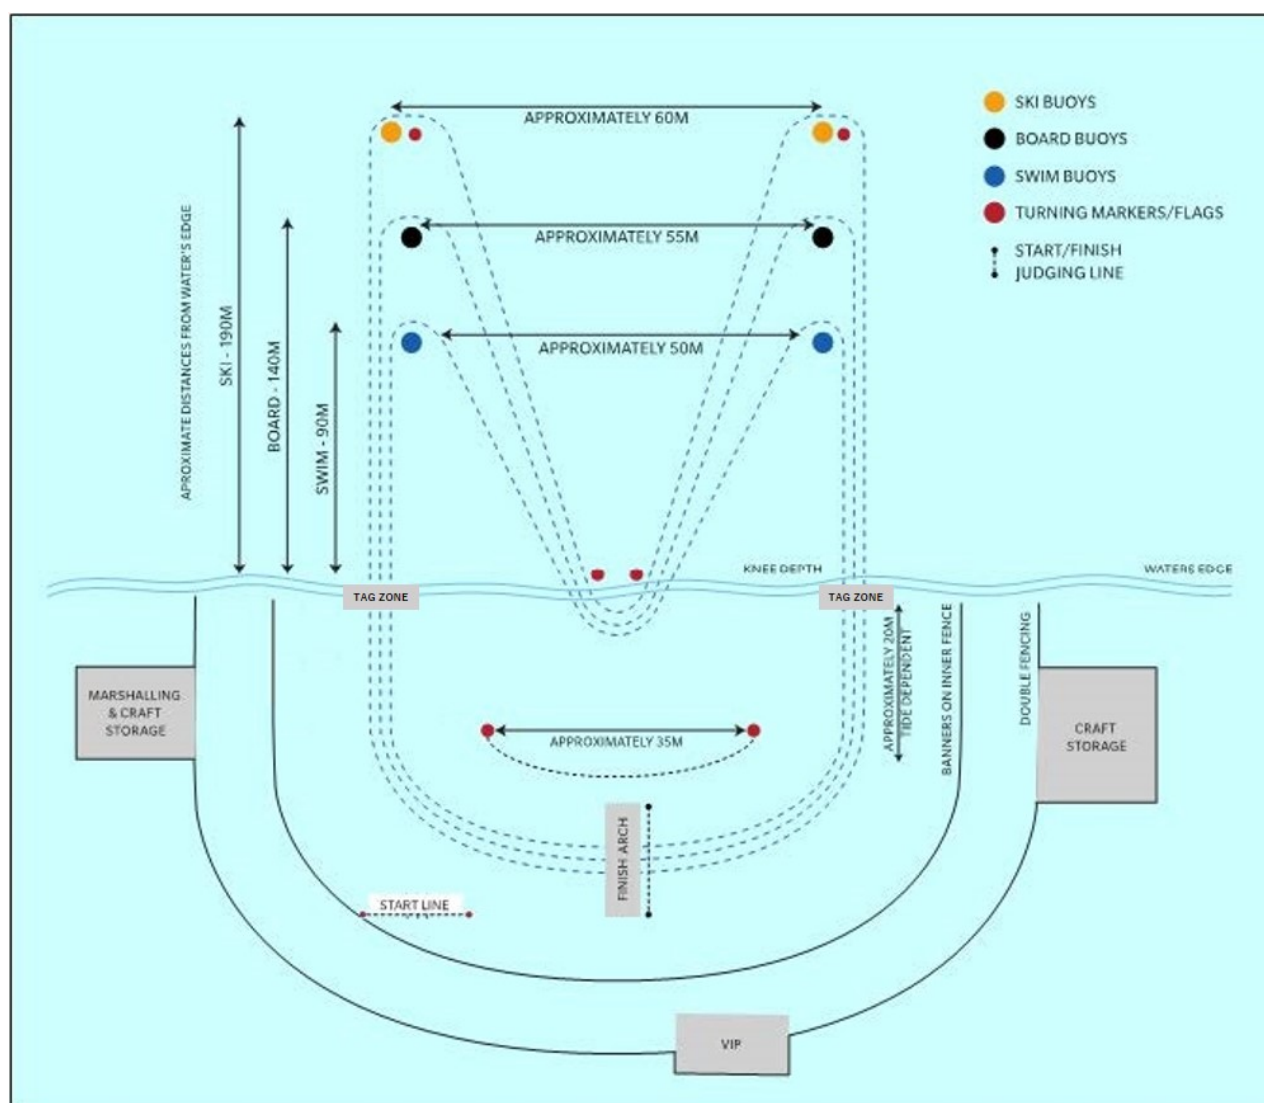 APPROXIMATELY 60M
SKI BUOYS
BOARD BUOYS
SWIM BUOYS
TURNING MARKERS/FLAGS
START/FINISH
JUDGING LINE
APPROXIMATELY 55M
APPROXIMATELY 50M
APROXIMATE DISTANCES FROM WATER'S EDGE
SKI - 190M
BOARD - 140M
SWIM - 90M
KNEE DEPTH
WATERS EDGE
TAG ZONE
TAG ZONE
MARSHALLING
& CRAFT
STORAGE
APPROXIMATELY 20M
TIDE DEPENDENT
BANNERS ON INNER FENCE
DOUBLE FENCING
CRAFT
STORAGE
APPROXIMATELY 35M
FINISH ARCH
START LINE
VIP